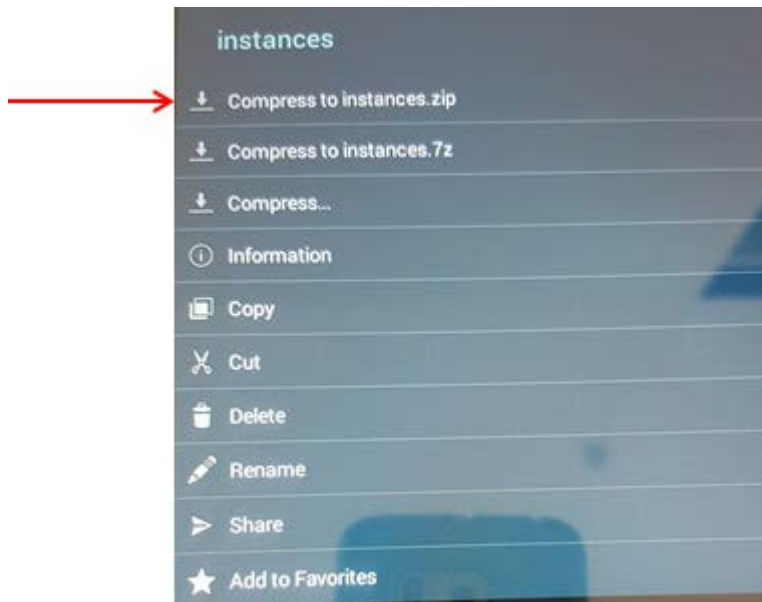 instances
Compress to instances.zip
Compress to instances.7z
Compress...
Information
Copy
Cut
Delete
Rename
Share
Add to Favorites